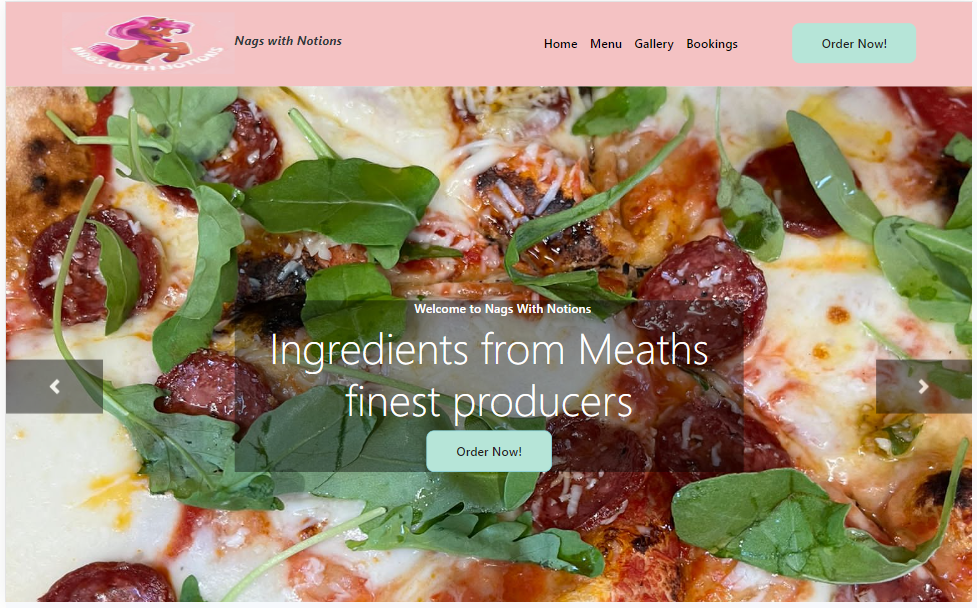 NAGS WITH NOTIONS
Nags with Notions
Home Menu Gallery Bookings
Order Now!
Welcome to Nags With Notions
Ingredients from Meaths
finest producers
Order Now!